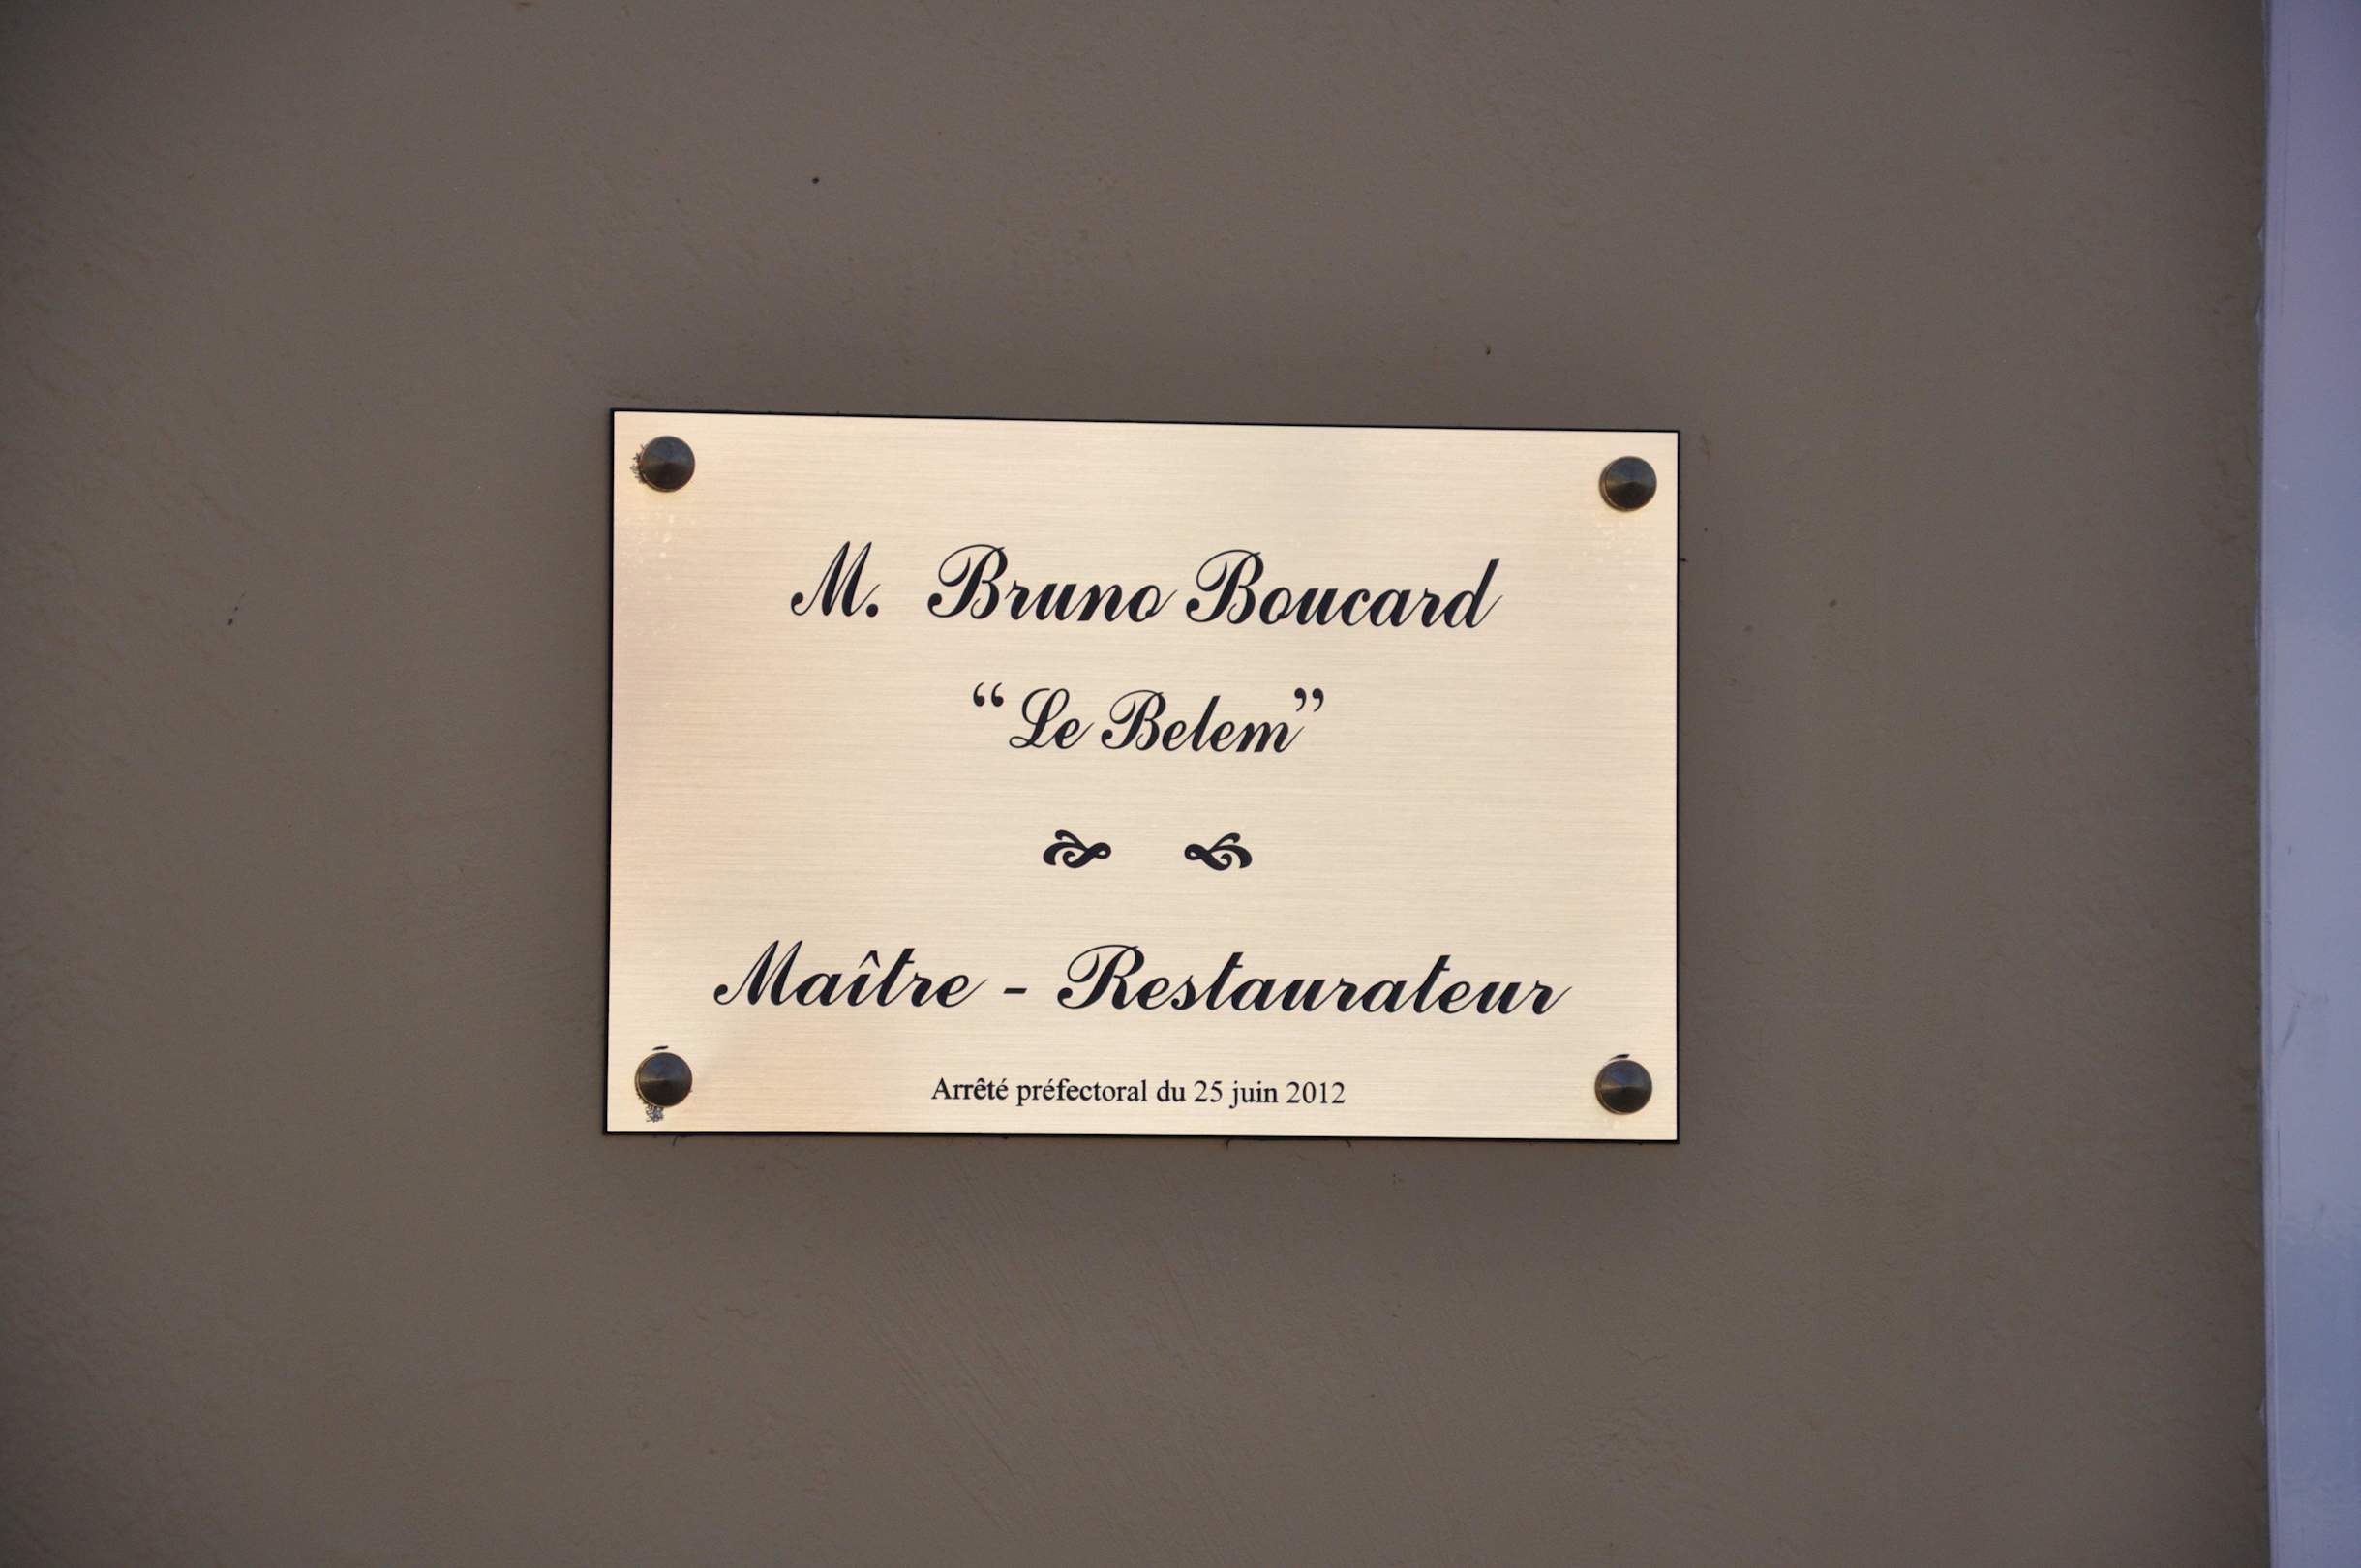 M. Bruno Boucard
“Le Belem”
Maître - Restaurateur
Arrêté préfectoral du 25 juin 2012